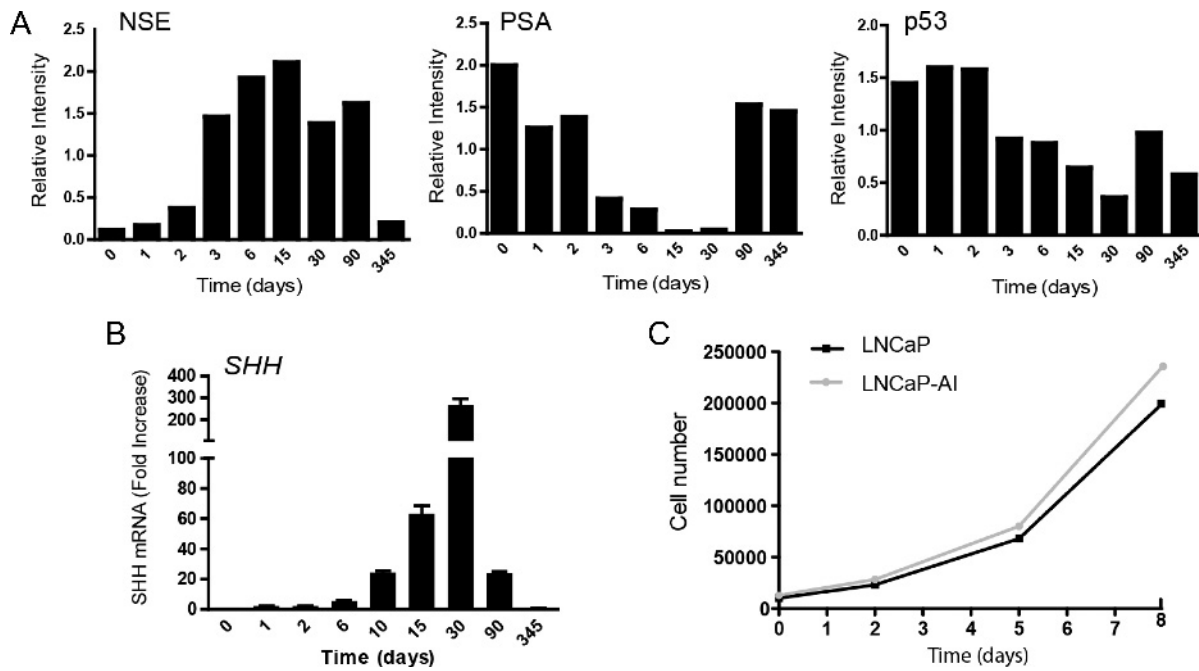 A
NSE
Relative Intensity
2.5
2.0
1.5
1.0
0.5
0.0
0 1 2 3 6 15 30 90 345
Time (days)
PSA
Relative Intensity
2.5
2.0
1.5
1.0
0.5
0.0
0 1 2 3 6 15 30 90 345
Time (days)
p53
Relative Intensity
2.0
1.5
1.0
0.5
0.0
0 1 2 3 6 15 30 90 345
Time (days)
B
SHH
SHH mRNA (Fold Increase)
400
300
200
100
80
60
40
20
0
0 1 2 6 10 15 30 90 345
Time (days)
C
LNCaP
LNCaP-AI
Cell number
250000
200000
150000
100000
50000
0
0 1 2 3 4 5 6 7 8
Time (days)